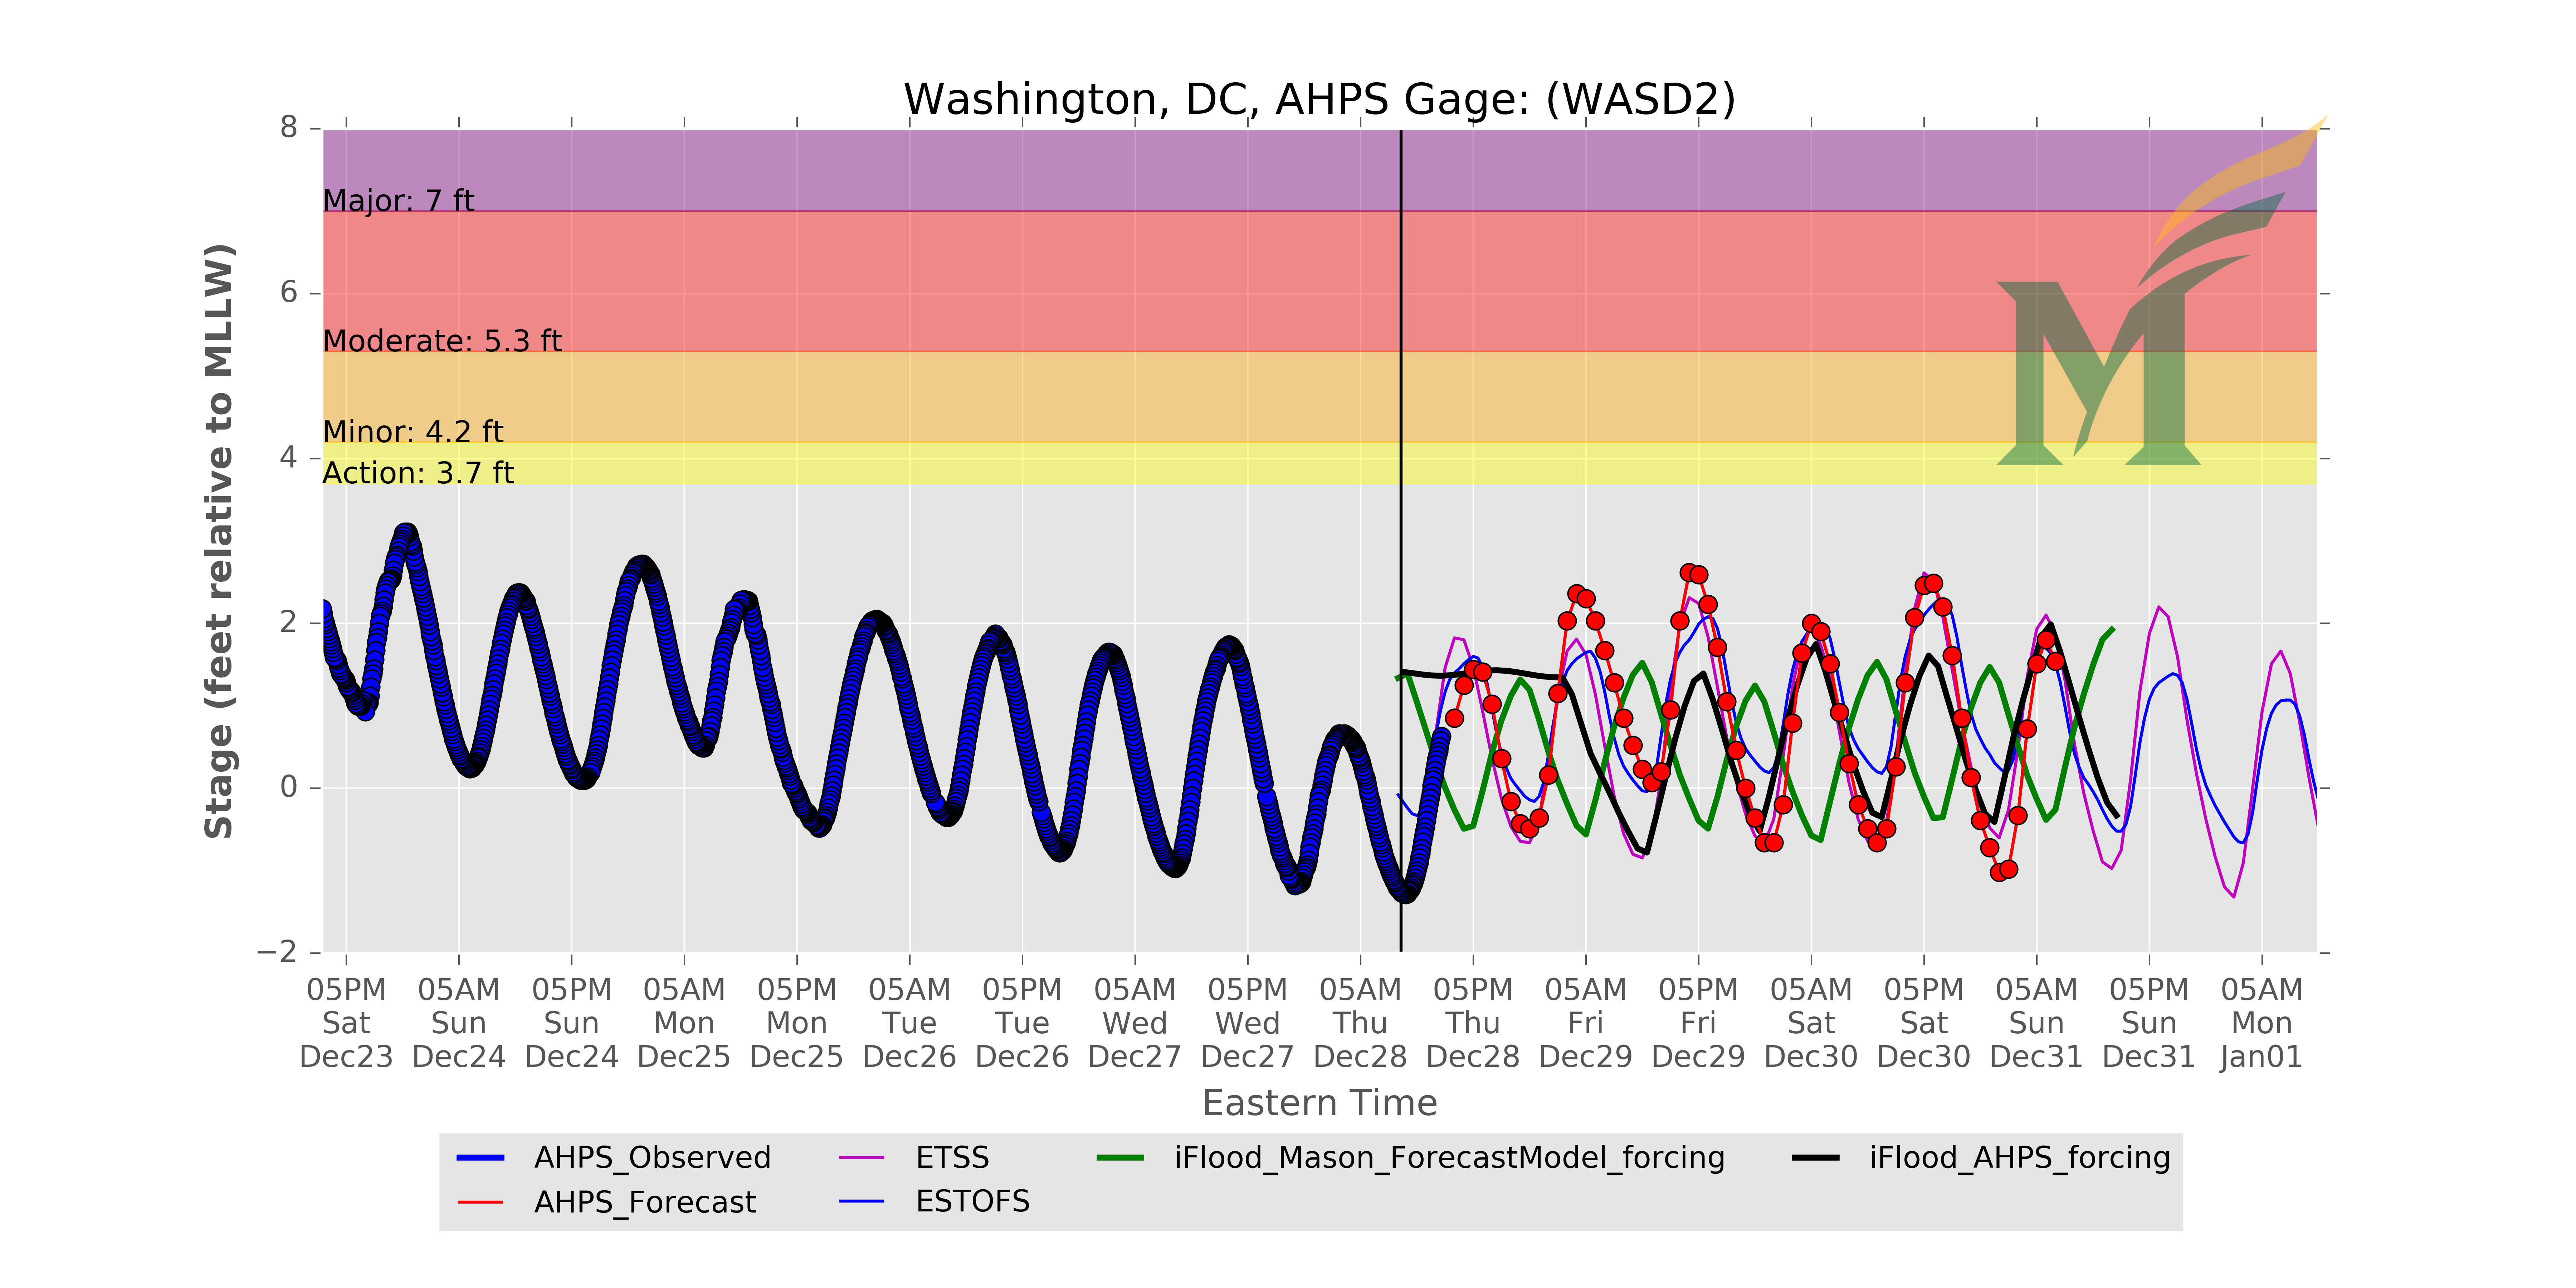 Washington, DC, AHPS Gage: (WASD2)
8
Major: 7 ft
6
Moderate: 5.3 ft
Minor: 4.2 ft
4
Action: 3.7 ft
2
0
−2
Stage (feet relative to MLLW)
05PM 05AM 05PM 05AM 05PM 05AM 05PM 05AM 05PM 05AM 05PM 05AM 05PM 05AM 05PM 05AM 05PM 05AM
Sat Sun Sun Mon Mon Tue Tue Wed Wed Thu Thu Fri Fri Sat Sat Sun Sun Mon
Dec23 Dec24 Dec24 Dec25 Dec25 Dec26 Dec26 Dec27 Dec27 Dec28 Dec28 Dec29 Dec29 Dec30 Dec30 Dec31 Dec31 Jan01
Eastern Time
AHPS_Observed ETSS iFlood_Mason_ForecastModel_forcing iFlood_AHPS_forcing
AHPS_Forecast ESTOFS
M